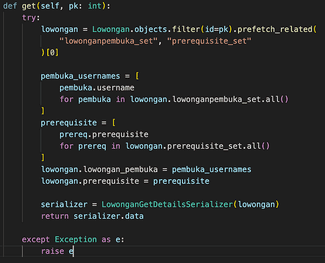 def get(self, pk: int):
    try:
        lowongan = Lowongan.objects.filter(id=pk).prefetch_related(
            "lowonganpembuka_set", "prerequisite_set"
        )[0]

        pembuka_usernames = [
            pembuka.username
            for pembuka in lowongan.lowonganpembuka_set.all()
        ]
        prerequisite = [
            prereq.prerequisite
            for prereq in lowongan.prerequisite_set.all()
        ]
        lowongan.lowongan_pembuka = pembuka_usernames
        lowongan.prerequisite = prerequisite

        serializer = LowonganGetDetailsSerializer(lowongan)
        return serializer.data

    except Exception as e:
        raise e